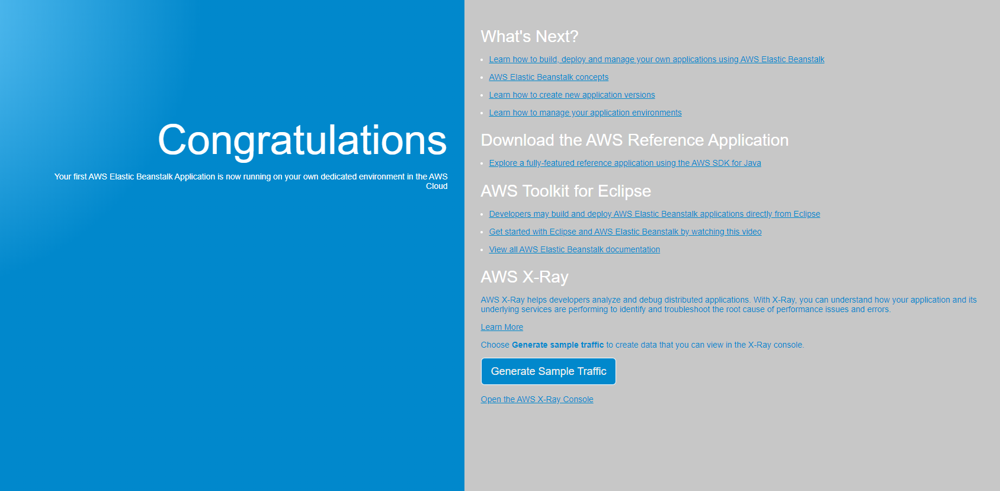 Congratulations
Your first AWS Elastic Beanstalk Application is now running on your own dedicated environment in the AWS
Cloud
What's Next?
Learn how to build, deploy and manage your own applications using AWS Elastic Beanstalk
AWS Elastic Beanstalk concepts
Learn how to create new application versions
Learn how to manage your application environments
Download the AWS Reference Application
Explore a fully-featured reference application using the AWS SDK for Java
AWS Toolkit for Eclipse
Developers may build and deploy AWS Elastic Beanstalk applications directly from Eclipse
Get started with Eclipse and AWS Elastic Beanstalk by watching this video
View all AWS Elastic Beanstalk documentation
AWS X-Ray
AWS X-Ray helps developers analyze and debug distributed applications. With X-Ray, you can understand how your application and its
underlying services are performing to identify and troubleshoot the root cause of performance issues and errors.
Learn More
Choose Generate sample traffic to create data that you can view in the X-Ray console.
Generate Sample Traffic
Open the AWS X-Ray Console